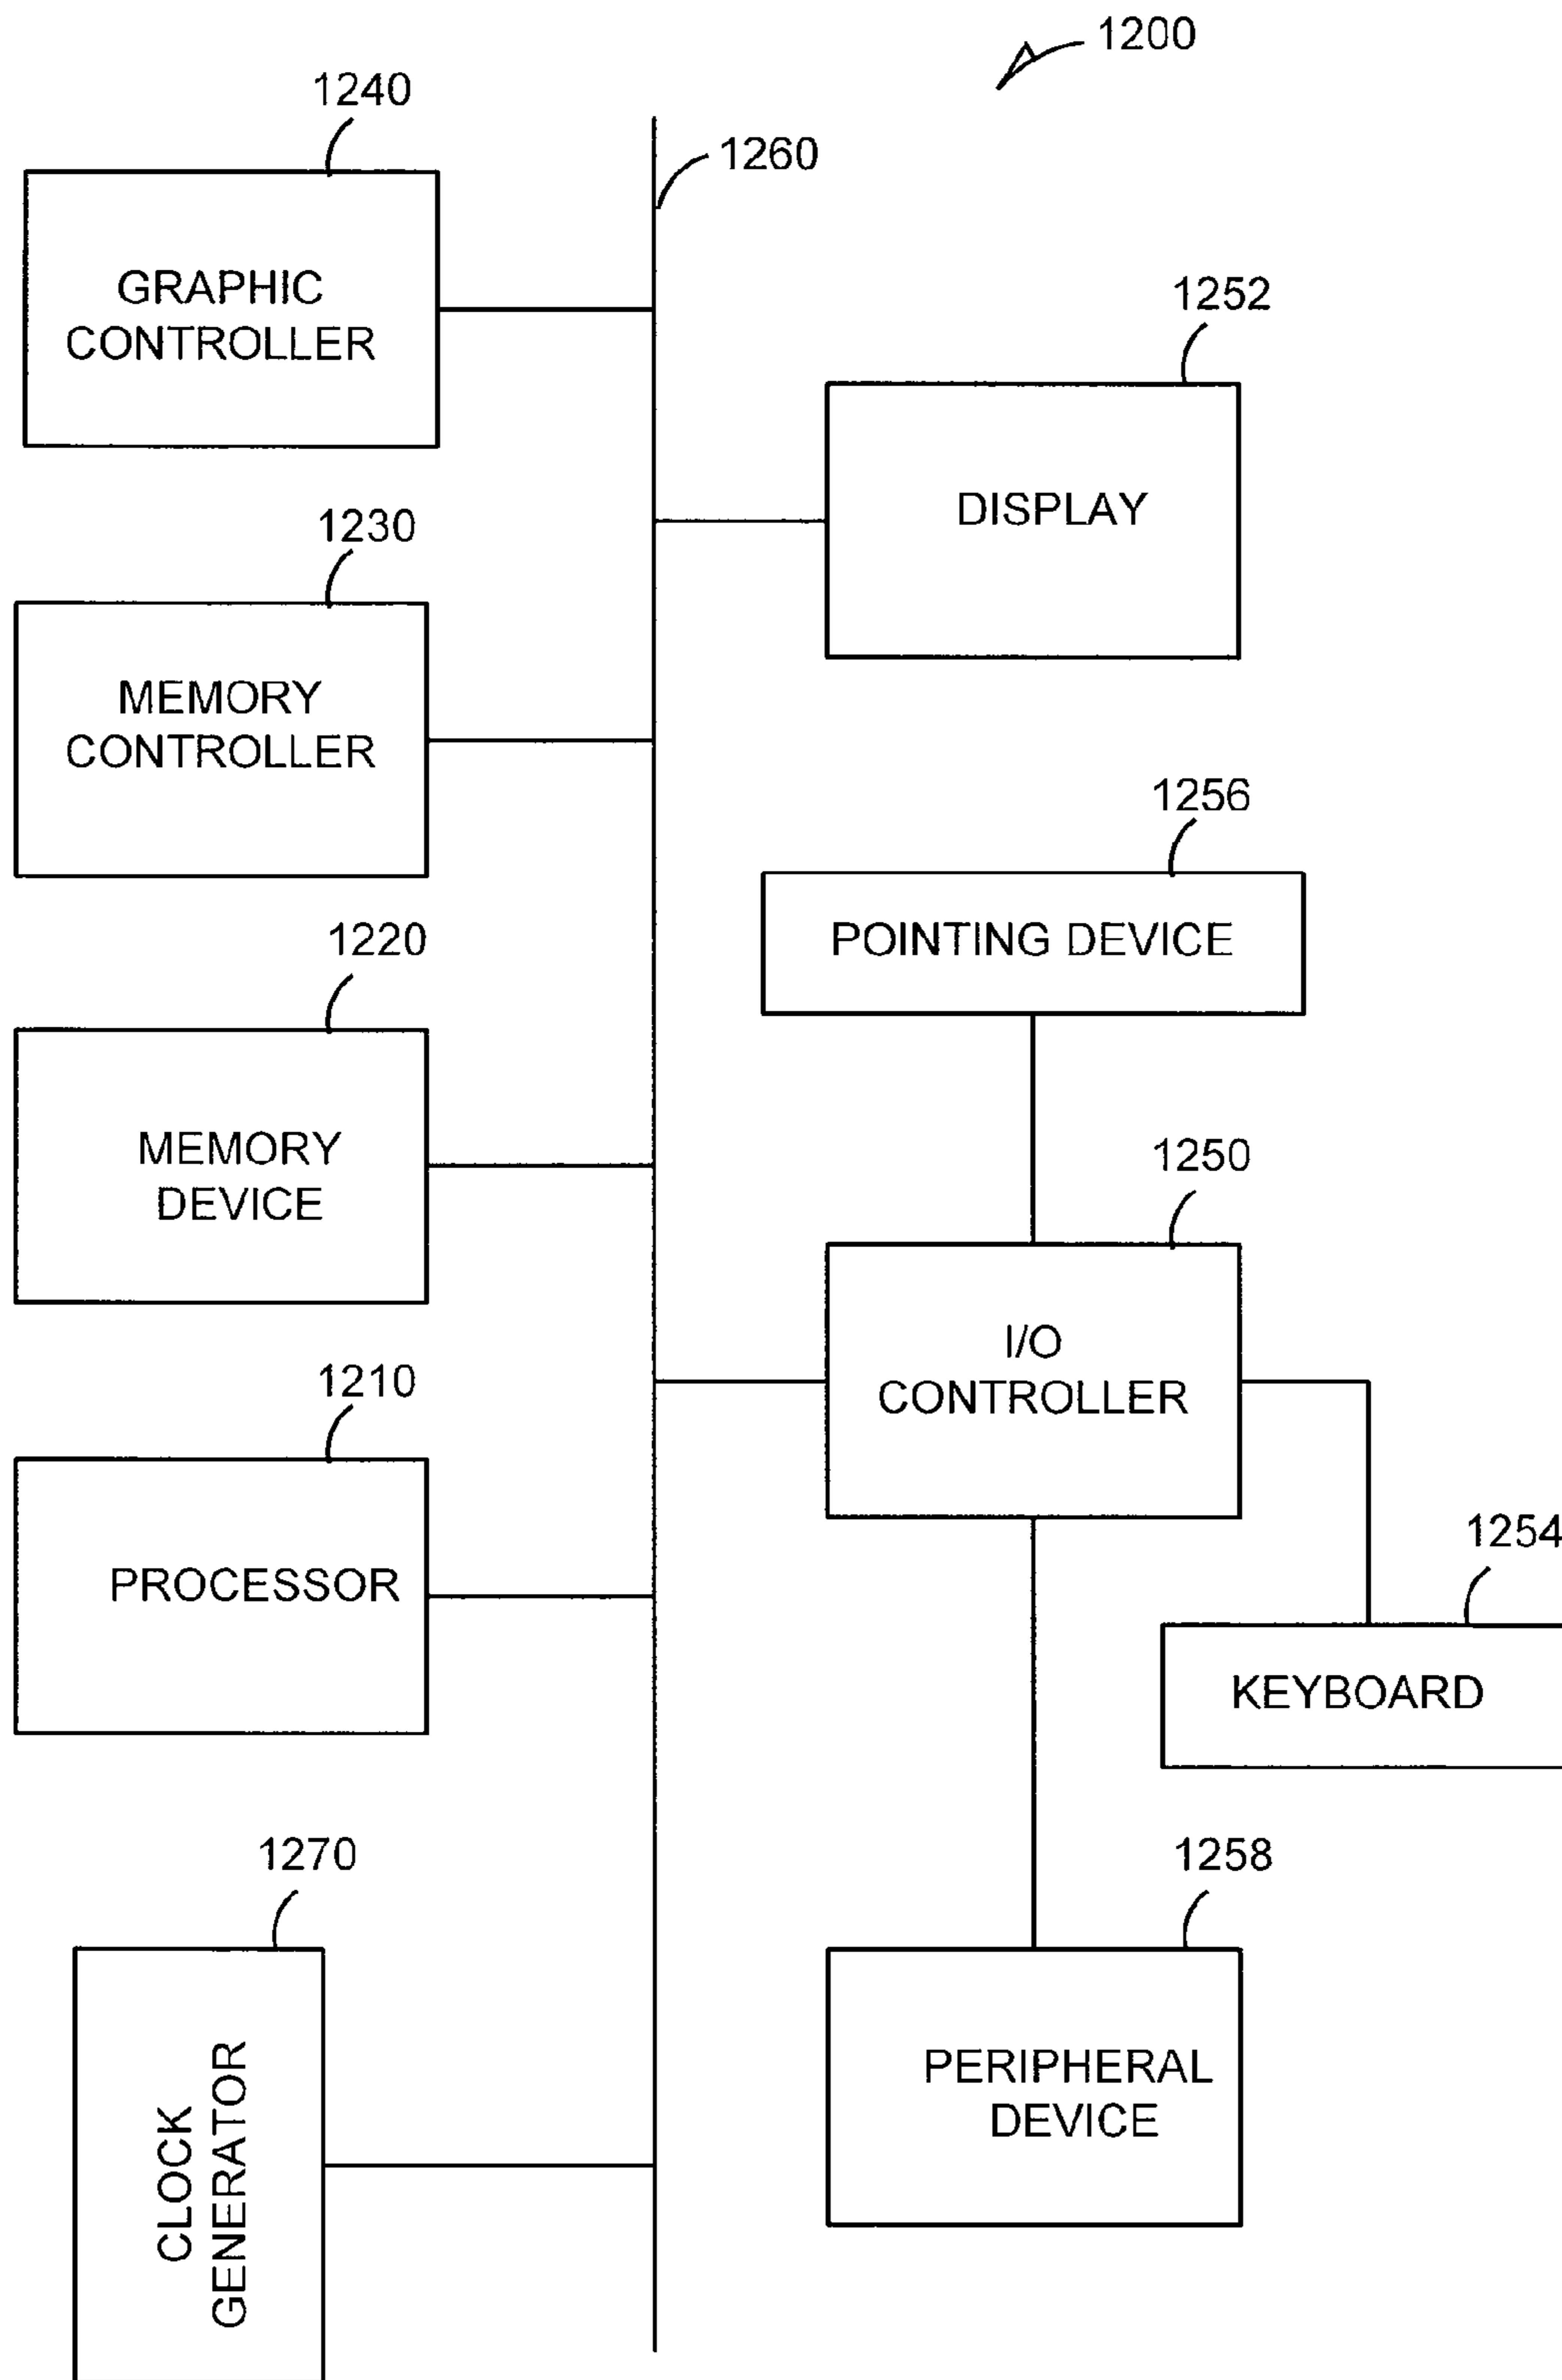 1200
1240
1260
GRAPHIC
CONTROLLER
1252
DISPLAY
1230
MEMORY
CONTROLLER
1256
POINTING DEVICE
1220
MEMORY
DEVICE
1250
I/O
CONTROLLER
1210
PROCESSOR
1254
KEYBOARD
1270
CLOCK
GENERATOR
1258
PERIPHERAL
DEVICE